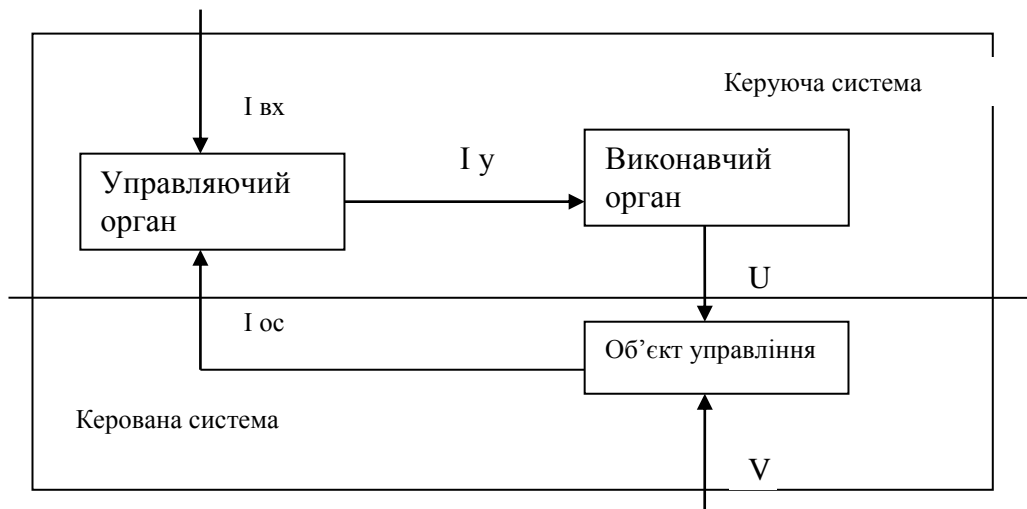 Керуюча система
І вх
І у
Управляючий
орган
Виконавчий
орган
U
І ос
Об’єкт управління
Керована система
V